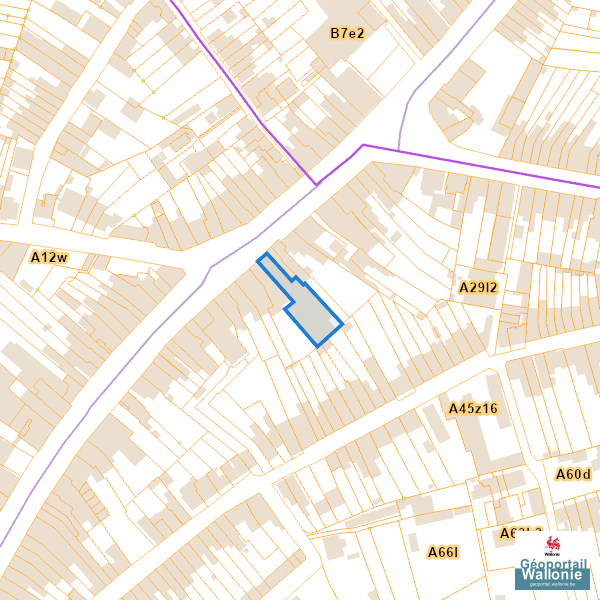 B7e2
A12w
A29l2
A45z16
A60d
A66l
Wallonie
Géoportail
Wallonie
geoportail.wallonie.be